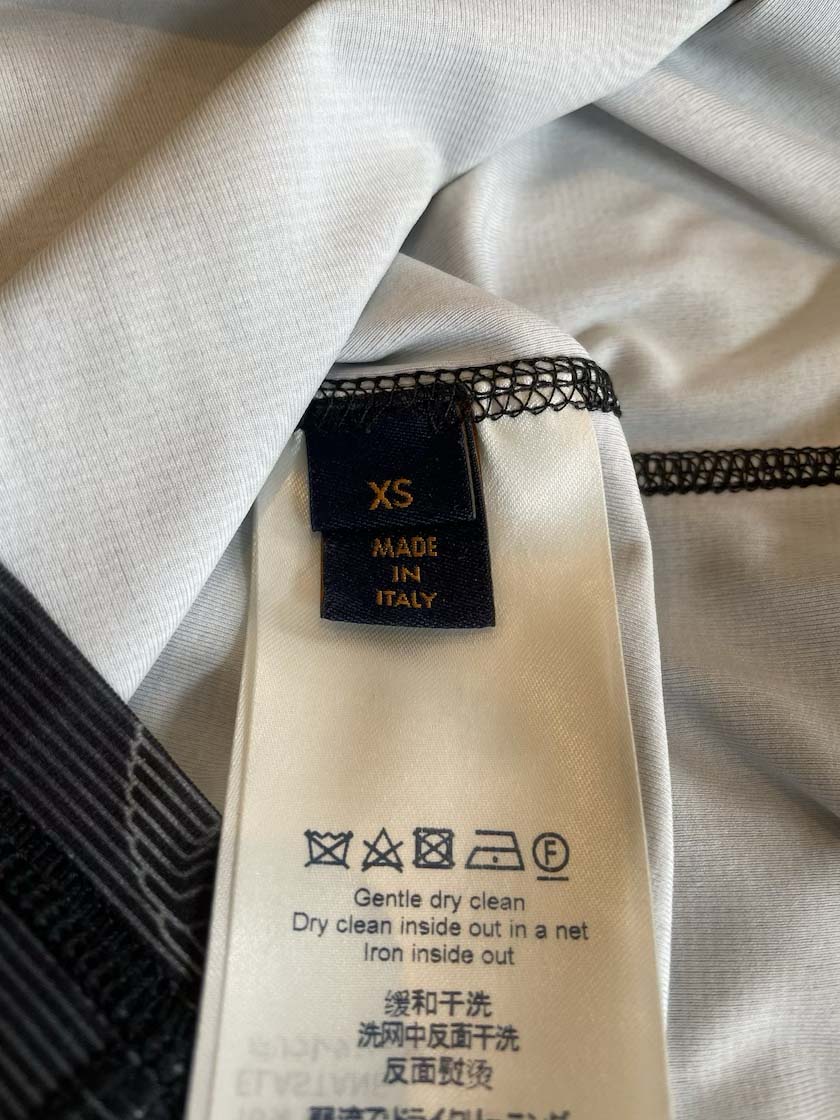 XS
MADE
IN
ITALY
F
Gentle dry clean
Dry clean inside out in a net
Iron inside out
缓和干洗
洗网中反面干洗
反面熨烫
ELASTANE